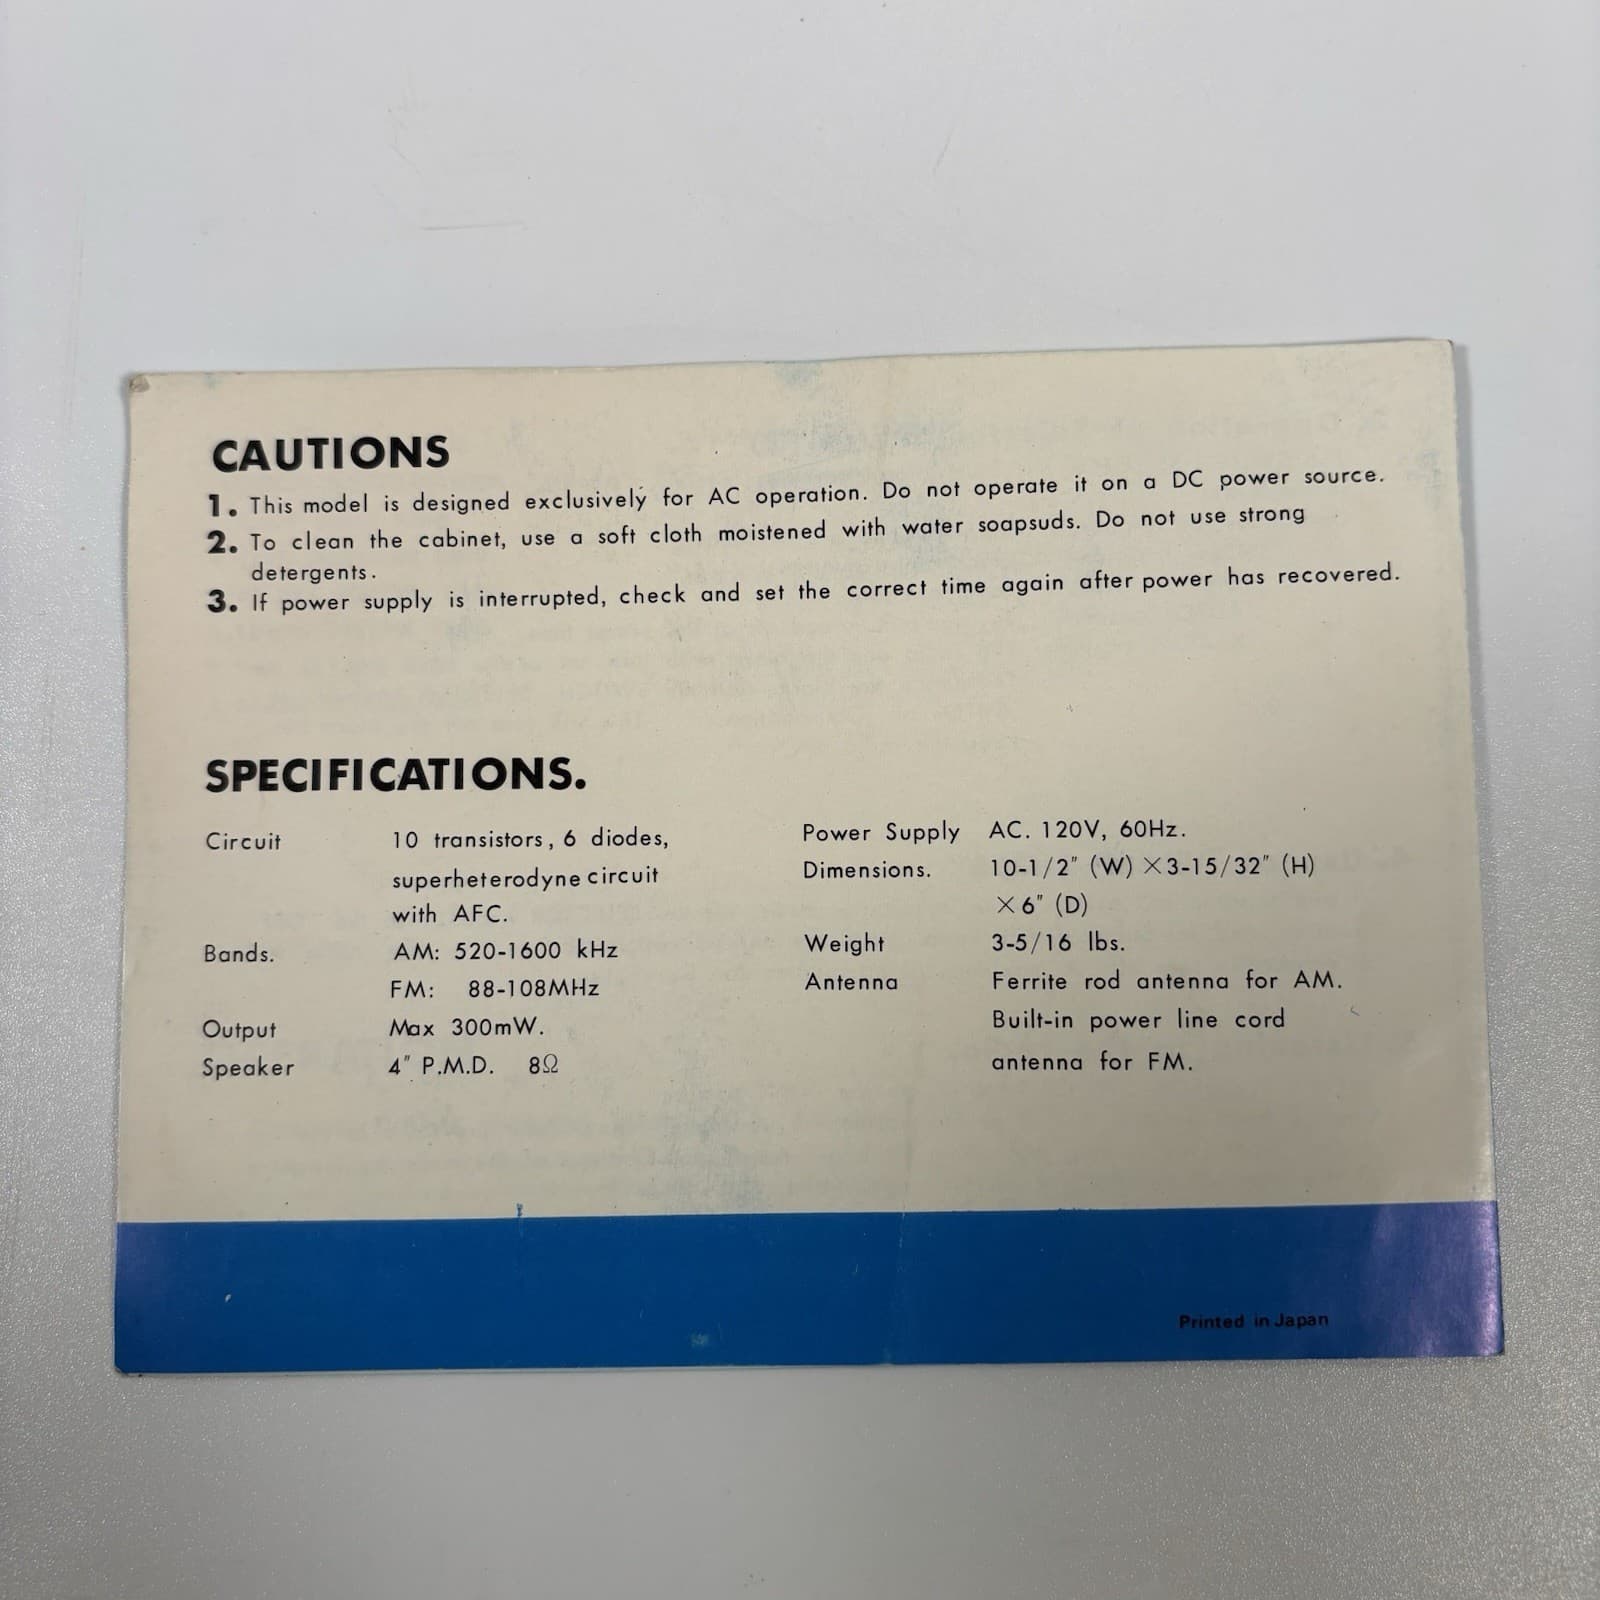 CAUTIONS
1. This model is designed exclusively for AC operation. Do not operate it on a DC power source.
2. To clean the cabinet, use a soft cloth moistened with water soapsuds. Do not use strong
detergents.
3. If power supply is interrupted, check and set the correct time again after power has recovered.
SPECIFICATIONS.
Circuit 10 transistors, 6 diodes,
superheterodyne circuit
with AFC.
Bands. AM: 520-1600 kHz
FM: 88-108MHz
Output Max 300mW.
Speaker 4" P.M.D. 8Ω
Power Supply AC. 120V, 60Hz.
Dimensions. 10-1/2" (W) ×3-15/32" (H)
×6" (D)
Weight 3-5/16 lbs.
Antenna Ferrite rod antenna for AM.
Built-in power line cord
antenna for FM.
Printed in Japan